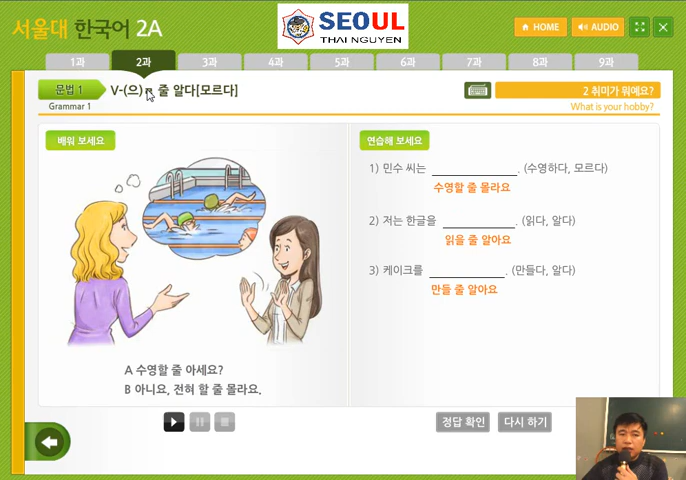 서울대 한국어 2A
SEOUL
THAI NGUYEN
HOME
AUDIO
1과
2과
3과
4과
5과
6과
7과
8과
9과
문법 1
Grammar 1
V-(으)ㄹ 줄 알다[모르다]
2 취미가 뭐예요?
What is your hobby?
배워 보세요
A 수영할 줄 아세요?
B 아니요, 전혀 할 줄 몰라요.
연습해 보세요
1) 민수 씨는 ____________. (수영하다, 모르다)
수영할 줄 몰라요
2) 저는 한글을 ____________. (읽다, 알다)
읽을 줄 알아요
3) 케이크를 ____________. (만들다, 알다)
만들 줄 알아요
정답 확인
다시 하기